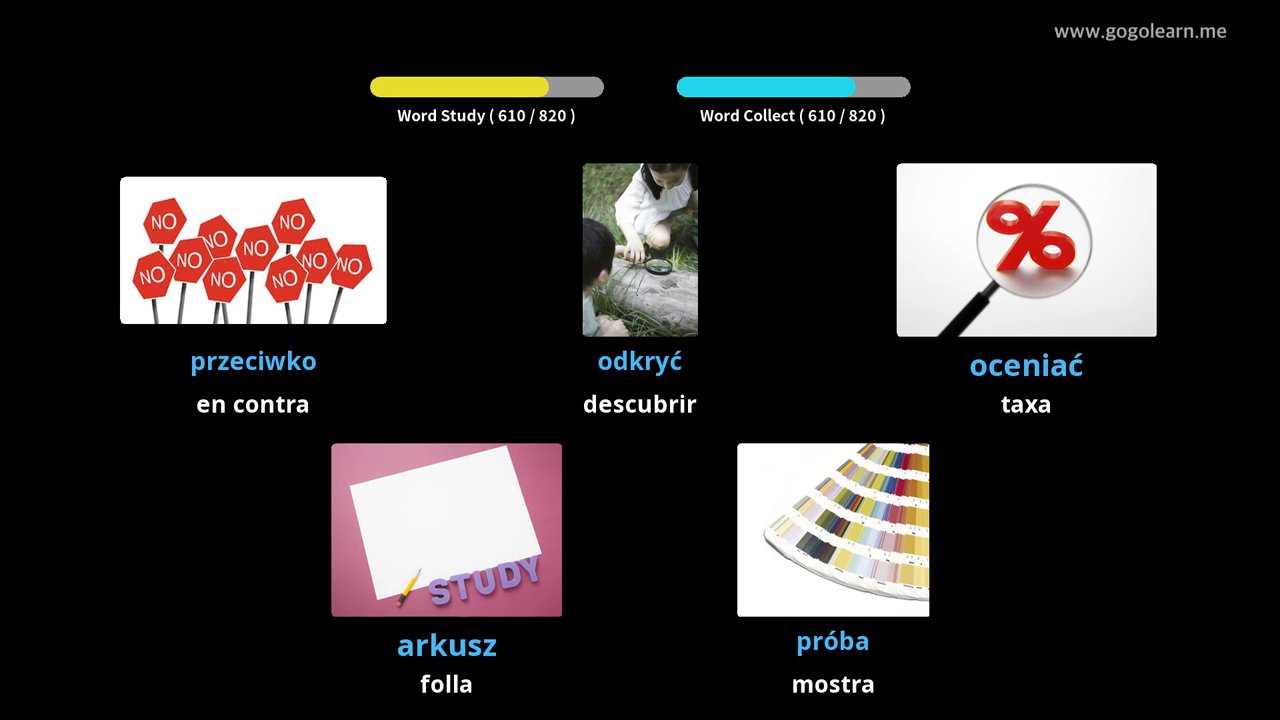 www.gogolearn.me
Word Study ( 610 / 820 )
Word Collect ( 610 / 820 )
NO NO NO NO NO NO NO NO NO NO
%
przeciwko
odkryć
oceniać
en contra
descubrir
taxa
STUDY
arkusz
próba
folla
mostra